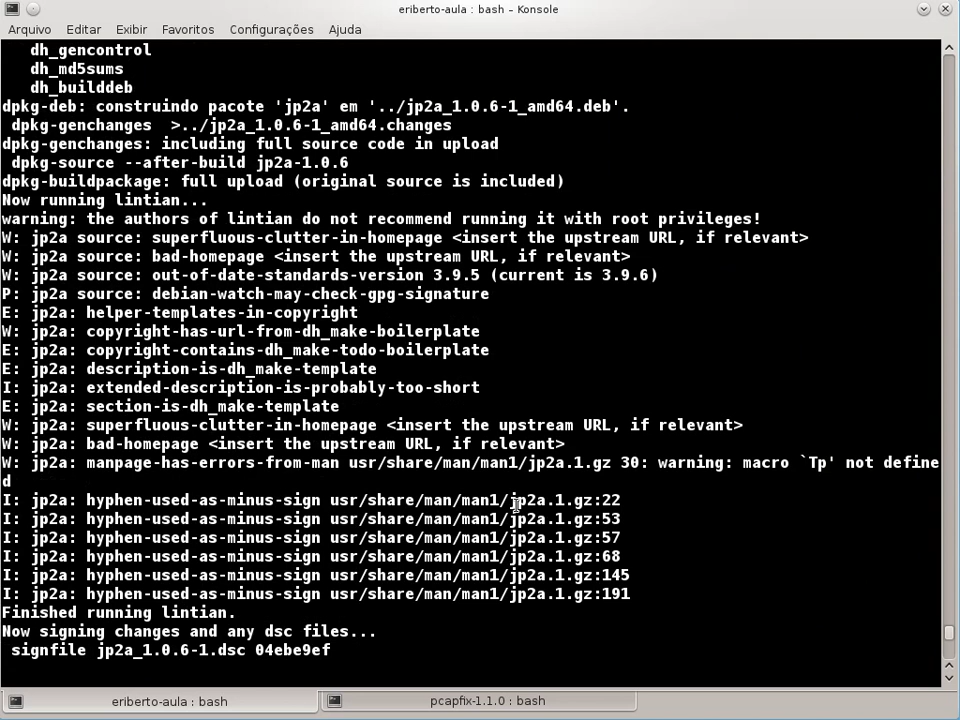 eriberto-aula : bash – Konsole
Arquivo Editar Exibir Favoritos Configurações Ajuda
dh_gencontrol
dh_md5sums
dh_builddeb
dpkg-deb: construindo pacote 'jp2a' em '../jp2a_1.0.6-1_amd64.deb'.
dpkg-genchanges >../jp2a_1.0.6-1_amd64.changes
dpkg-genchanges: including full source code in upload
dpkg-source --after-build jp2a-1.0.6
dpkg-buildpackage: full upload (original source is included)
Now running lintian...
warning: the authors of lintian do not recommend running it with root privileges!
W: jp2a source: superfluous-clutter-in-homepage <insert the upstream URL, if relevant>
W: jp2a source: bad-homepage <insert the upstream URL, if relevant>
W: jp2a source: out-of-date-standards-version 3.9.5 (current is 3.9.6)
P: jp2a source: debian-watch-may-check-gpg-signature
E: jp2a: helper-templates-in-copyright
W: jp2a: copyright-has-url-from-dh_make-boilerplate
E: jp2a: copyright-contains-dh_make-todo-boilerplate
E: jp2a: description-is-dh_make-template
I: jp2a: extended-description-is-probably-too-short
E: jp2a: section-is-dh_make-template
W: jp2a: superfluous-clutter-in-homepage <insert the upstream URL, if relevant>
W: jp2a: bad-homepage <insert the upstream URL, if relevant>
W: jp2a: manpage-has-errors-from-man usr/share/man/man1/jp2a.1.gz 30: warning: macro `Tp' not define
d
I: jp2a: hyphen-used-as-minus-sign usr/share/man/man1/jp2a.1.gz:22
I: jp2a: hyphen-used-as-minus-sign usr/share/man/man1/jp2a.1.gz:53
I: jp2a: hyphen-used-as-minus-sign usr/share/man/man1/jp2a.1.gz:57
I: jp2a: hyphen-used-as-minus-sign usr/share/man/man1/jp2a.1.gz:68
I: jp2a: hyphen-used-as-minus-sign usr/share/man/man1/jp2a.1.gz:145
I: jp2a: hyphen-used-as-minus-sign usr/share/man/man1/jp2a.1.gz:191
Finished running lintian.
Now signing changes and any dsc files...
signfile jp2a_1.0.6-1.dsc 04ebe9ef
eriberto-aula : bash
pcapfix-1.1.0 : bash